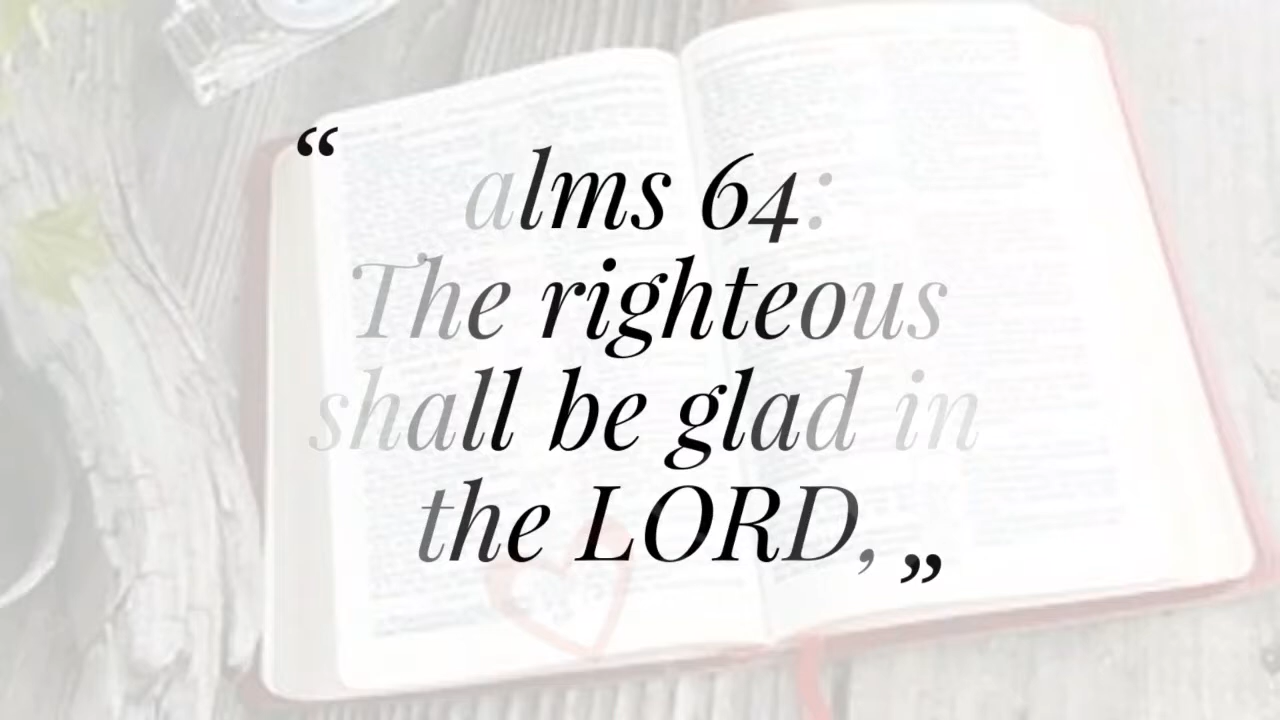 “
alms 64:
The righteous
shall be glad in
the LORD, ”